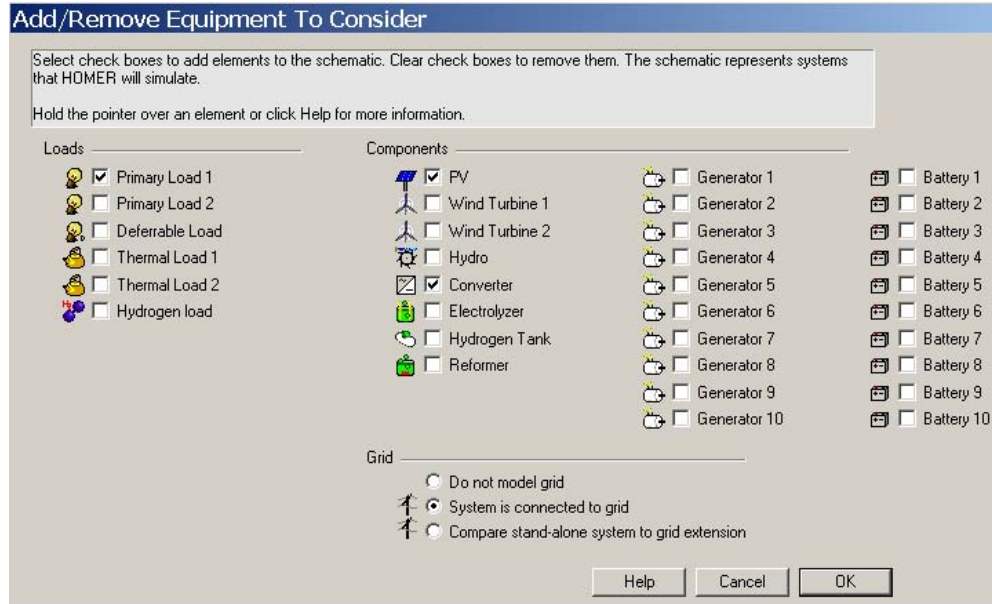 Add/Remove Equipment To Consider
Select check boxes to add elements to the schematic. Clear check boxes to remove them. The schematic represents systems
that HOMER will simulate.
Hold the pointer over an element or click Help for more information.
Loads
Primary Load 1
Primary Load 2
Deferrable Load
Thermal Load 1
Thermal Load 2
Hydrogen load
Components
PV
Wind Turbine 1
Wind Turbine 2
Hydro
Converter
Electrolyzer
Hydrogen Tank
Reformer
Generator 1
Generator 2
Generator 3
Generator 4
Generator 5
Generator 6
Generator 7
Generator 8
Generator 9
Generator 10
Battery 1
Battery 2
Battery 3
Battery 4
Battery 5
Battery 6
Battery 7
Battery 8
Battery 9
Battery 10
Grid
Do not model grid
System is connected to grid
Compare stand-alone system to grid extension
Help Cancel OK